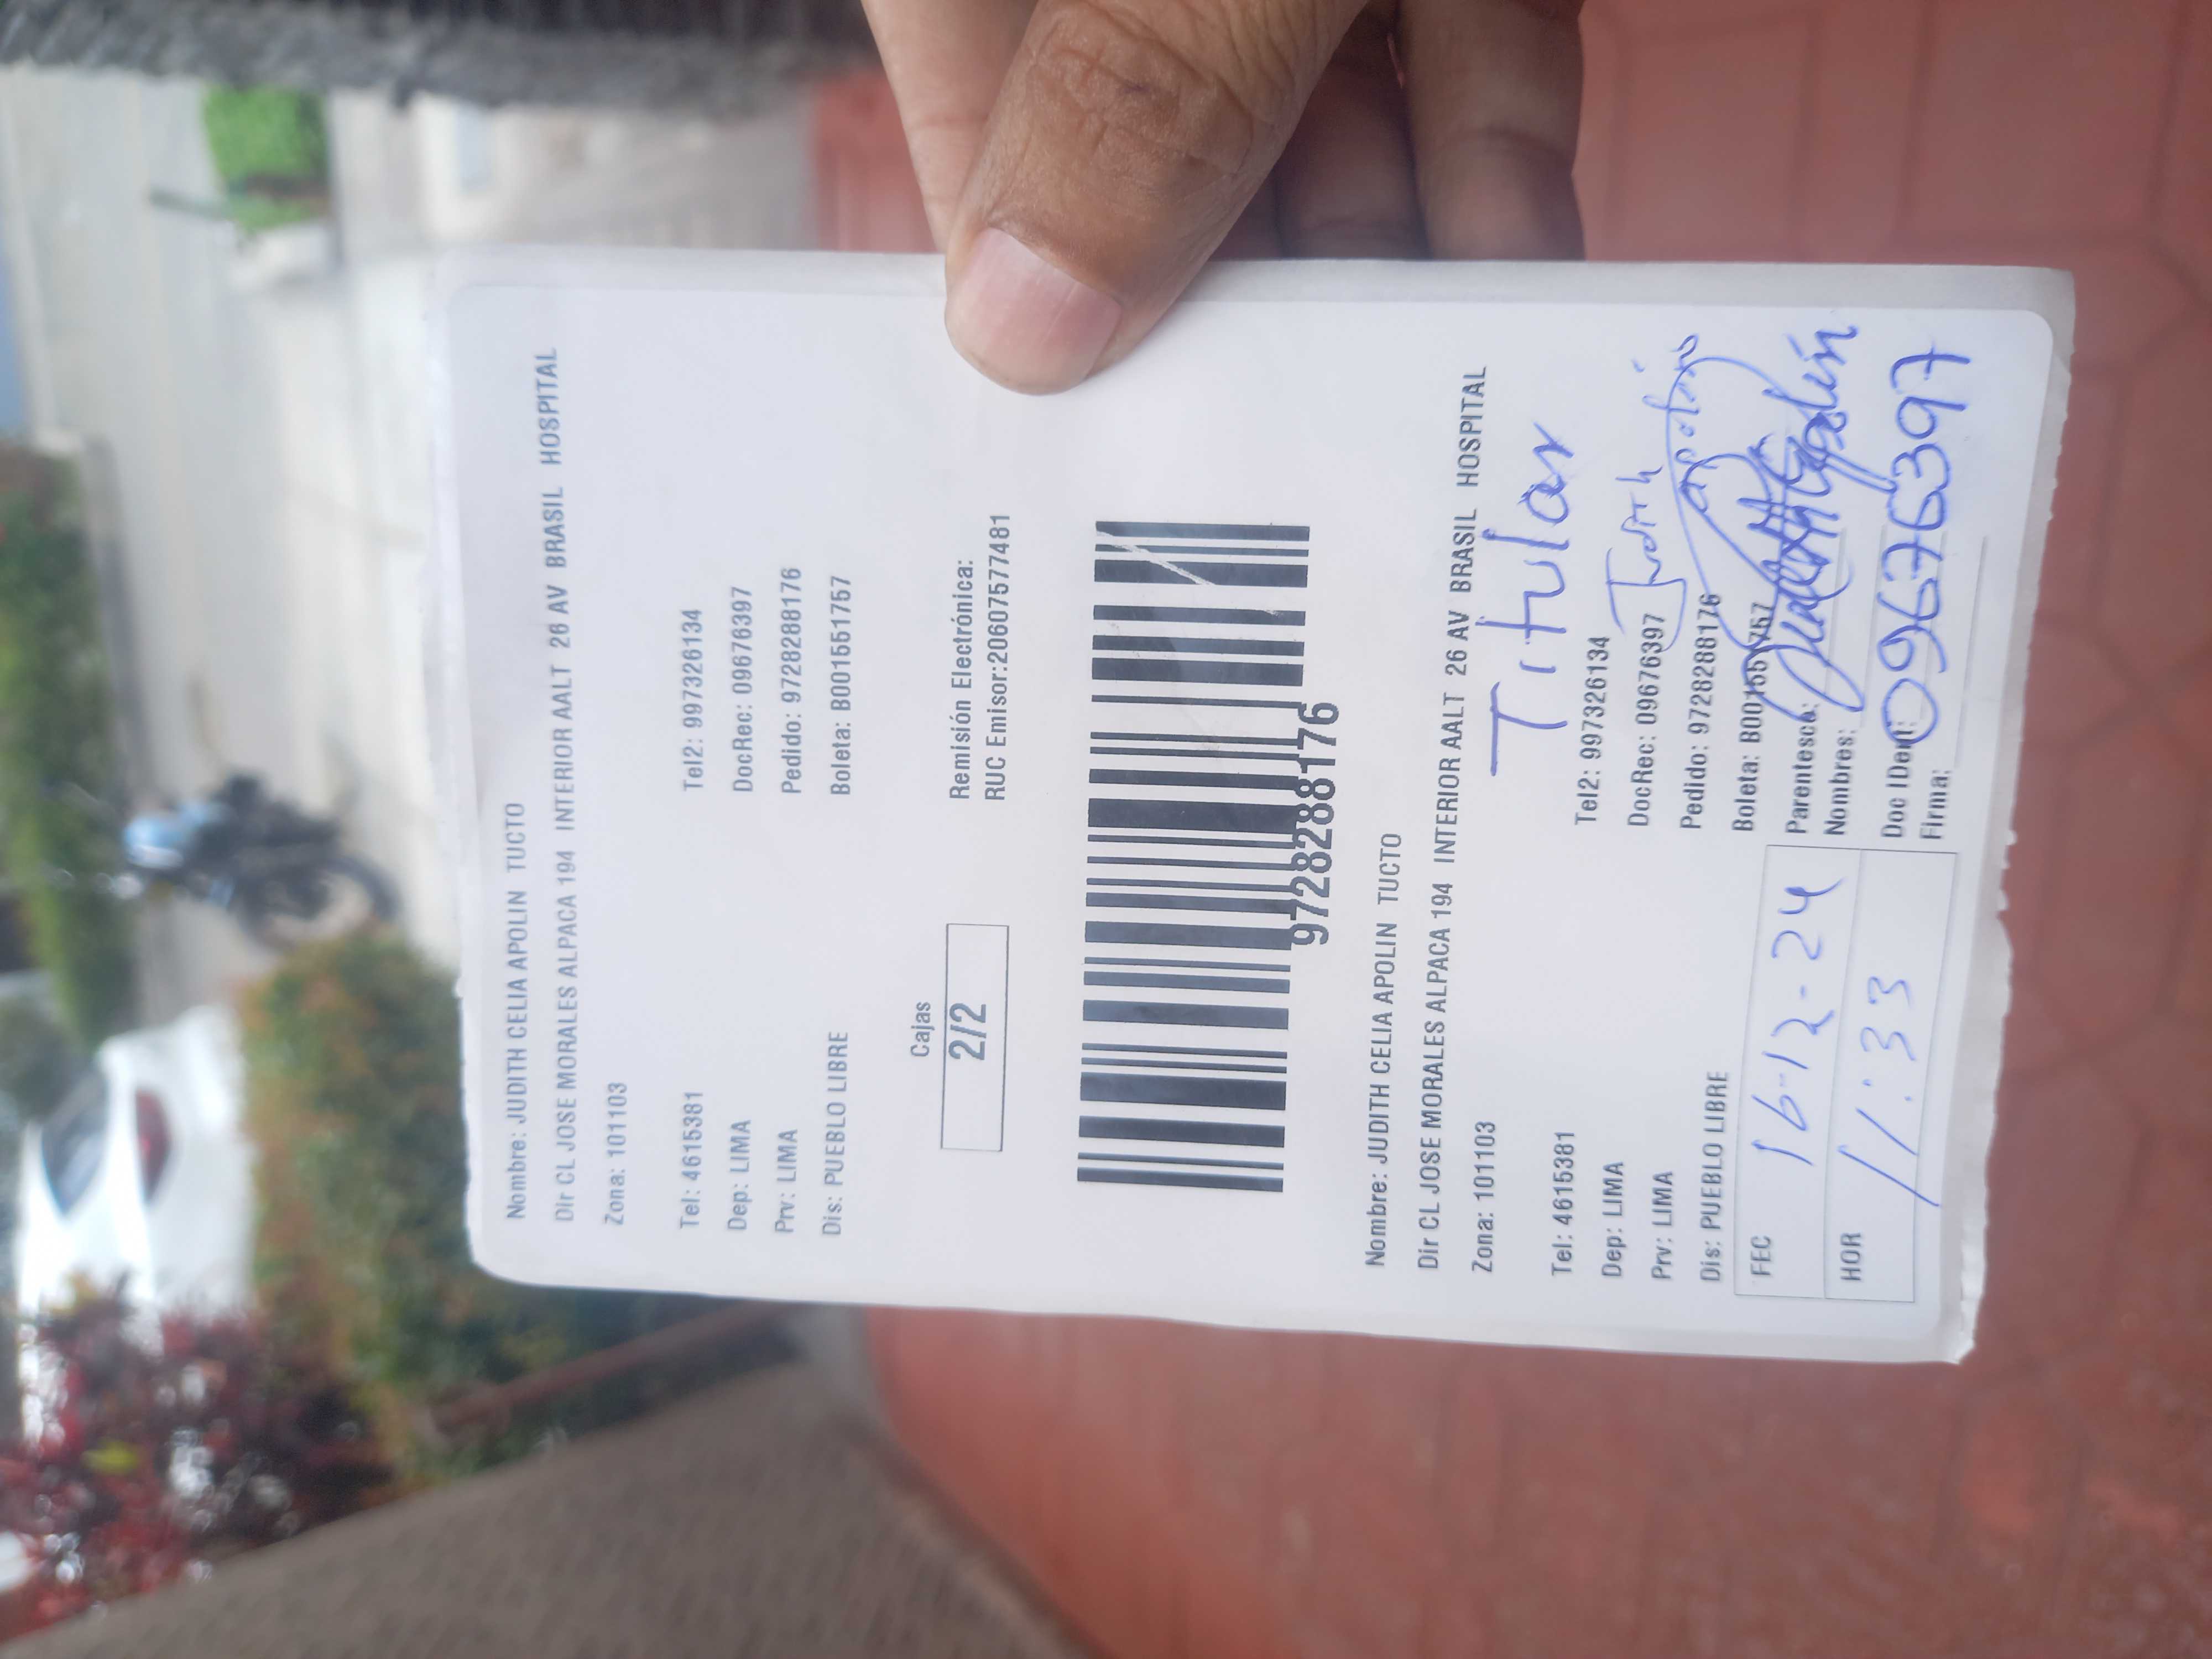 Nombre: JUDITH CELIA APOLIN TUCTO
Dir CL JOSE MORALES ALPACA 194 INTERIOR AALT 26 AV BRASIL HOSPITAL
Zona: 101103
Tel: 4615381 Tel2: 997326134
Dep: LIMA DocRec: 09676397
Prv: LIMA Pedido: 9728288176
Dis: PUEBLO LIBRE Boleta: B001551757
Cajas
2/2
Remisión Electrónica:
RUC Emisor:20607577481
9728288176
Nombre: JUDITH CELIA APOLIN TUCTO
Dir CL JOSE MORALES ALPACA 194 INTERIOR AALT 26 AV BRASIL HOSPITAL
Zona: 101103
Titular
Tel: 4615381 Tel2: 997326134
Dep: LIMA DocRec: 09676397 Judith
Prv: LIMA Pedido: 9728288176
Dis: PUEBLO LIBRE Boleta: B001551757
FEC 16-12-24 Parentesco:
Nombres:
HOR 11:33 Doc IDent: 09676397
Firma: